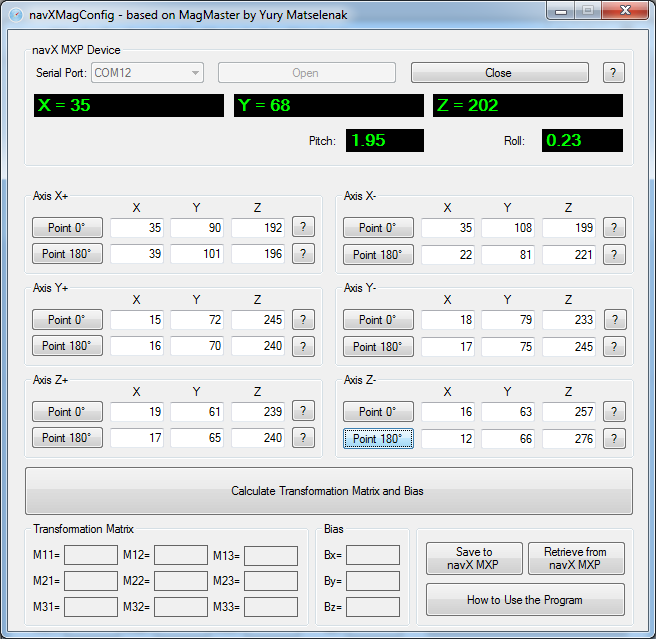 navXMagConfig - based on MagMaster by Yury Matselenak
navX MXP Device
Serial Port: COM12 Open Close ?
X = 35 Y = 68 Z = 202
Pitch: 1.95 Roll: 0.23
Axis X+
X Y Z
Point 0° 35 90 192 ?
Point 180° 39 101 196 ?
Axis X-
X Y Z
Point 0° 35 108 199 ?
Point 180° 22 81 221 ?
Axis Y+
X Y Z
Point 0° 15 72 245 ?
Point 180° 16 70 240 ?
Axis Y-
X Y Z
Point 0° 18 79 233 ?
Point 180° 17 75 245 ?
Axis Z+
X Y Z
Point 0° 19 61 239 ?
Point 180° 17 65 240 ?
Axis Z-
X Y Z
Point 0° 16 63 257 ?
Point 180° 12 66 276 ?
Calculate Transformation Matrix and Bias
Transformation Matrix
M11= M12= M13=
M21= M22= M23=
M31= M32= M33=
Bias
Bx=
By=
Bz=
Save to
navX MXP
Retrieve from
navX MXP
How to Use the Program